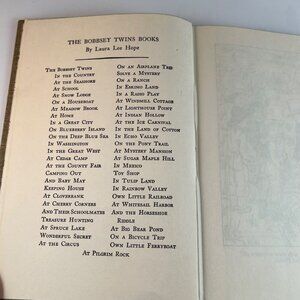 THE BOBBSEY TWINS BOOKS
By Laura Lee Hope
THE BOBBSEY TWINS
IN THE COUNTRY
AT THE SEASHORE
AT SCHOOL
AT SNOW LODGE
ON A HOUSEBOAT
AT MEADOW BROOK
AT HOME
IN A GREAT CITY
ON BLUEBERRY ISLAND
ON THE DEEP BLUE SEA
IN WASHINGTON
IN THE GREAT WEST
AT CEDAR CAMP
AT THE COUNTY FAIR
CAMPING OUT
AND BABY MAY
KEEPING HOUSE
AT CLOVERBANK
AT CHERRY CORNERS
AND THEIR SCHOOLMATES
TREASURE HUNTING
AT SPRUCE LAKE
WONDERFUL SECRET
AT THE CIRCUS
ON AN AIRPLANE TRIP
SOLVE A MYSTERY
ON A RANCH
IN ESKIMO LAND
IN A RADIO PLAY
AT WINDMILL COTTAGE
AT LIGHTHOUSE POINT
AT INDIAN HOLLOW
AT THE ICE CARNIVAL
IN THE LAND OF COTTON
IN ECHO VALLEY
ON THE PONY TRAIL
AT MYSTERY MANSION
AT SUGAR MAPLE HILL
IN MEXICO
TOY SHOP
IN TULIP LAND
IN RAINBOW VALLEY
OWN LITTLE RAILROAD
AT WHITESAIL HARBOR
AND THE HORSESHOE
RIDDLE
AT BIG BEAR POND
ON A BICYCLE TRIP
OWN LITTLE FERRYBOAT
AT PILGRIM ROCK